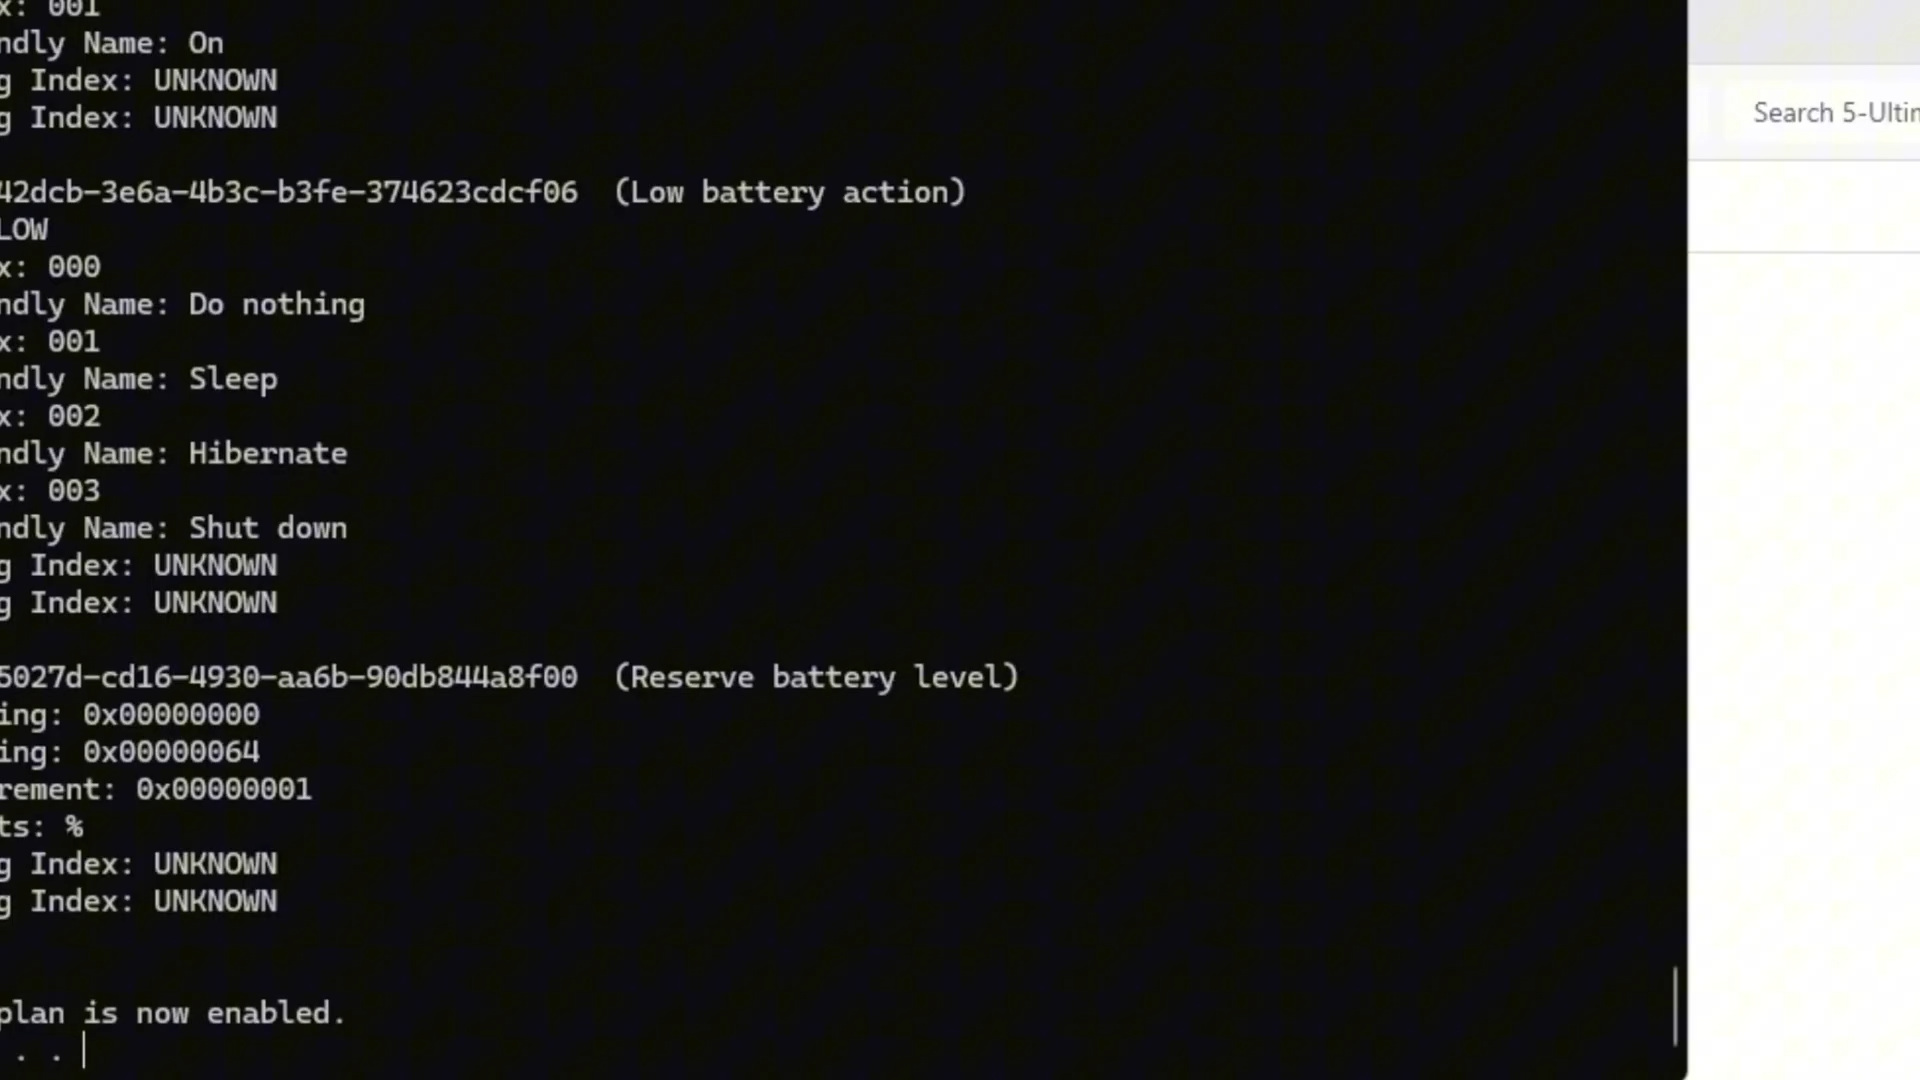 x: 001
ndly Name: On
g Index: UNKNOWN
g Index: UNKNOWN
Search 5-Ultim
42dcb-3e6a-4b3c-b3fe-374623cdcf06  (Low battery action)
LOW
x: 000
ndly Name: Do nothing
x: 001
ndly Name: Sleep
x: 002
ndly Name: Hibernate
x: 003
ndly Name: Shut down
g Index: UNKNOWN
g Index: UNKNOWN
5027d-cd16-4930-aa6b-90db844a8f00  (Reserve battery level)
ing: 0x00000000
ing: 0x00000064
rement: 0x00000001
ts: %
g Index: UNKNOWN
g Index: UNKNOWN
plan is now enabled.
. .